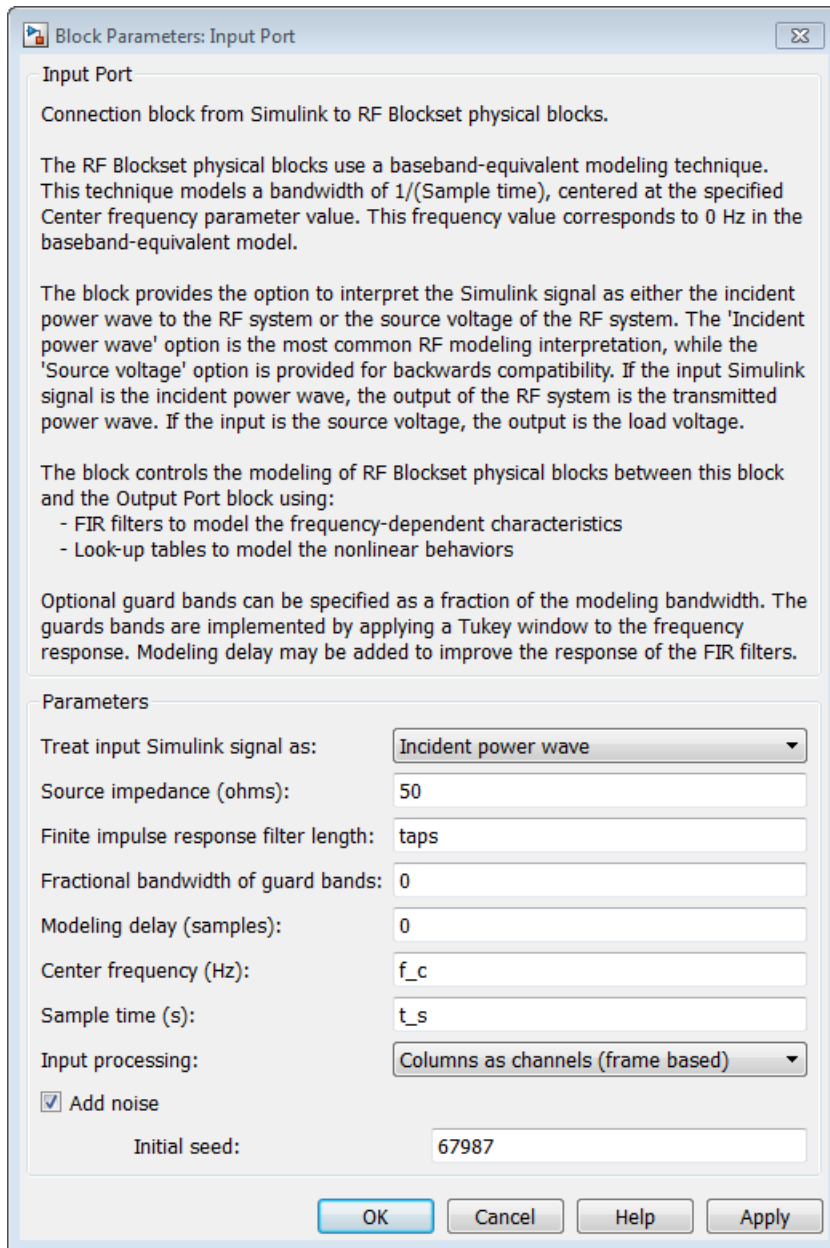 Block Parameters: Input Port
Input Port
Connection block from Simulink to RF Blockset physical blocks.
The RF Blockset physical blocks use a baseband-equivalent modeling technique.
This technique models a bandwidth of 1/(Sample time), centered at the specified
Center frequency parameter value. This frequency value corresponds to 0 Hz in the
baseband-equivalent model.
The block provides the option to interpret the Simulink signal as either the incident
power wave to the RF system or the source voltage of the RF system. The 'Incident
power wave' option is the most common RF modeling interpretation, while the
'Source voltage' option is provided for backwards compatibility. If the input Simulink
signal is the incident power wave, the output of the RF system is the transmitted
power wave. If the input is the source voltage, the output is the load voltage.
The block controls the modeling of RF Blockset physical blocks between this block
and the Output Port block using:
- FIR filters to model the frequency-dependent characteristics
- Look-up tables to model the nonlinear behaviors
Optional guard bands can be specified as a fraction of the modeling bandwidth. The
guards bands are implemented by applying a Tukey window to the frequency
response. Modeling delay may be added to improve the response of the FIR filters.
Parameters
Treat input Simulink signal as: Incident power wave
Source impedance (ohms): 50
Finite impulse response filter length: taps
Fractional bandwidth of guard bands: 0
Modeling delay (samples): 0
Center frequency (Hz): f_c
Sample time (s): t_s
Input processing: Columns as channels (frame based)
Add noise
Initial seed: 67987
OK Cancel Help Apply